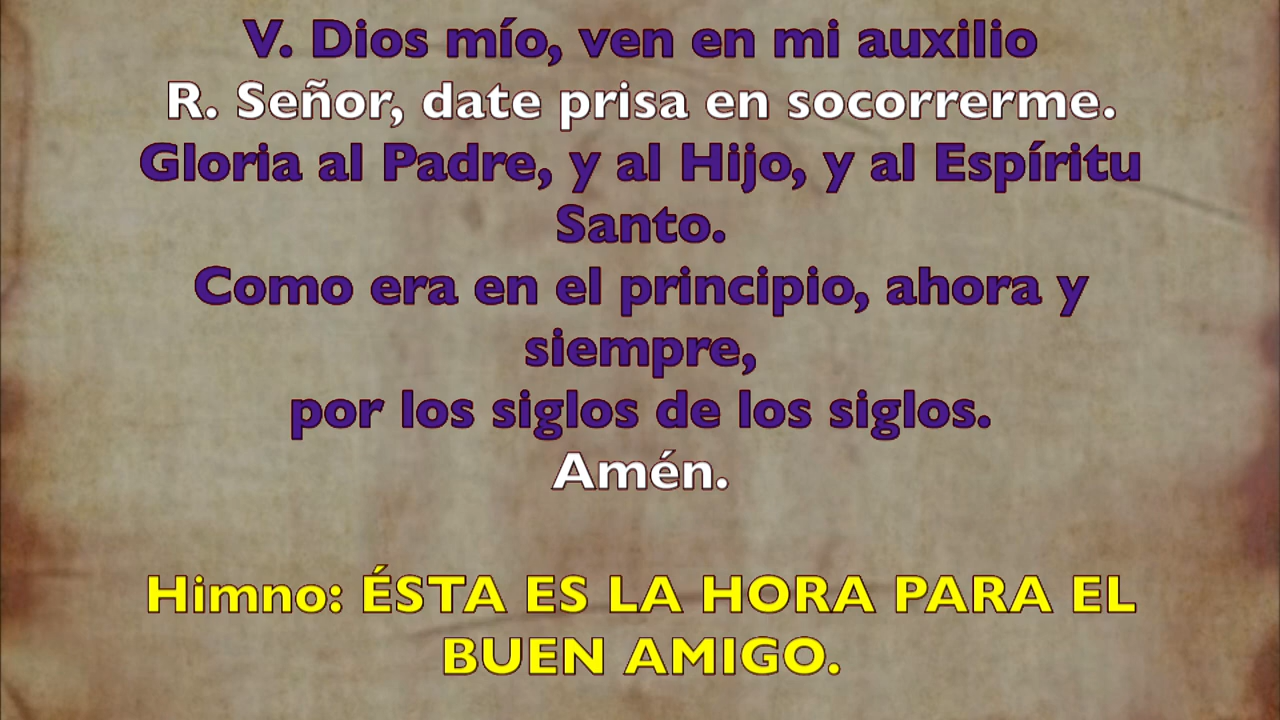 V. Dios mío, ven en mi auxilio
R. Señor, date prisa en socorrerme.
Gloria al Padre, y al Hijo, y al Espíritu
Santo.
Como era en el principio, ahora y
siempre,
por los siglos de los siglos.
Amén.
Himno: ÉSTA ES LA HORA PARA EL
BUEN AMIGO.